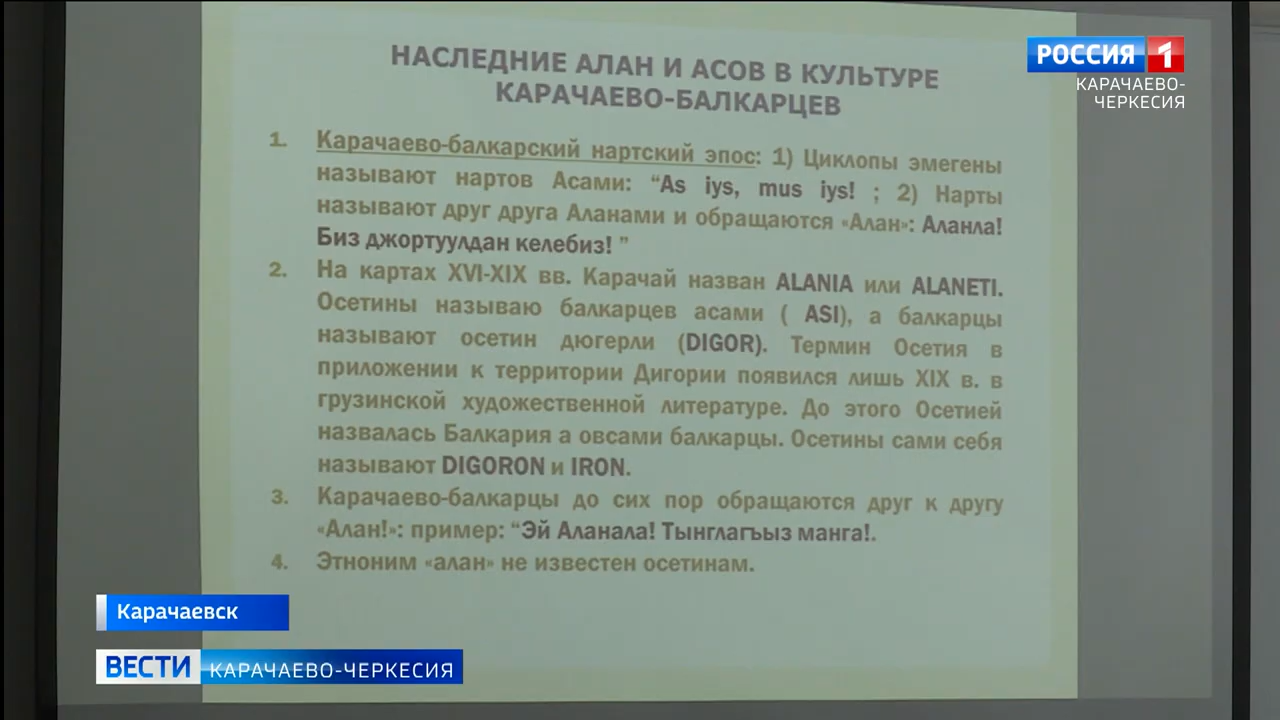 НАСЛЕДНИЕ АЛАН И АСОВ В КУЛЬТУРЕ
КАРАЧАЕВО-БАЛКАРЦЕВ
РОССИЯ 1
КАРАЧАЕВО-
ЧЕРКЕСИЯ
1. Карачаево-балкарский нартский эпос: 1) Циклопы эмегены
называют нартов Асами: “As iys, mus iys! ; 2) Нарты
называют друг друга Аланами и обращаются «Алан»: Аланла!
Биз джортуулдан келебиз! ”
2. На картах XVI-XIX вв. Карачай назван ALANIA или ALANETI.
Осетины называю балкарцев асами ( ASI), а балкарцы
называют осетин дюгерли (DIGOR). Термин Осетия в
приложении к территории Дигории появился лишь XIX в. в
грузинской художественной литературе. До этого Осетией
назвалась Балкария а овсами балкарцы. Осетины сами себя
называют DIGORON и IRON.
3. Карачаево-балкарцы до сих пор обращаются друг к другу
«Алан!»: пример: “Эй Аланала! Тынглагъыз манга!.
4. Этноним «алан» не известен осетинам.
Карачаевск
ВЕСТИ КАРАЧАЕВО-ЧЕРКЕСИЯ